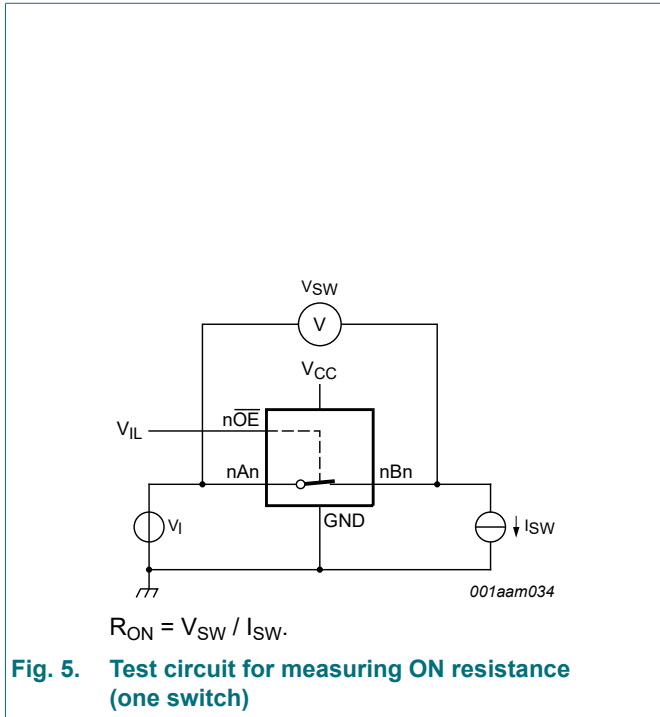 VSW
V
VCC
nOE
VIL
nAn
nBn
GND
VI
ISW
001aam034
RON = VSW / ISW.
Fig. 5. Test circuit for measuring ON resistance
(one switch)